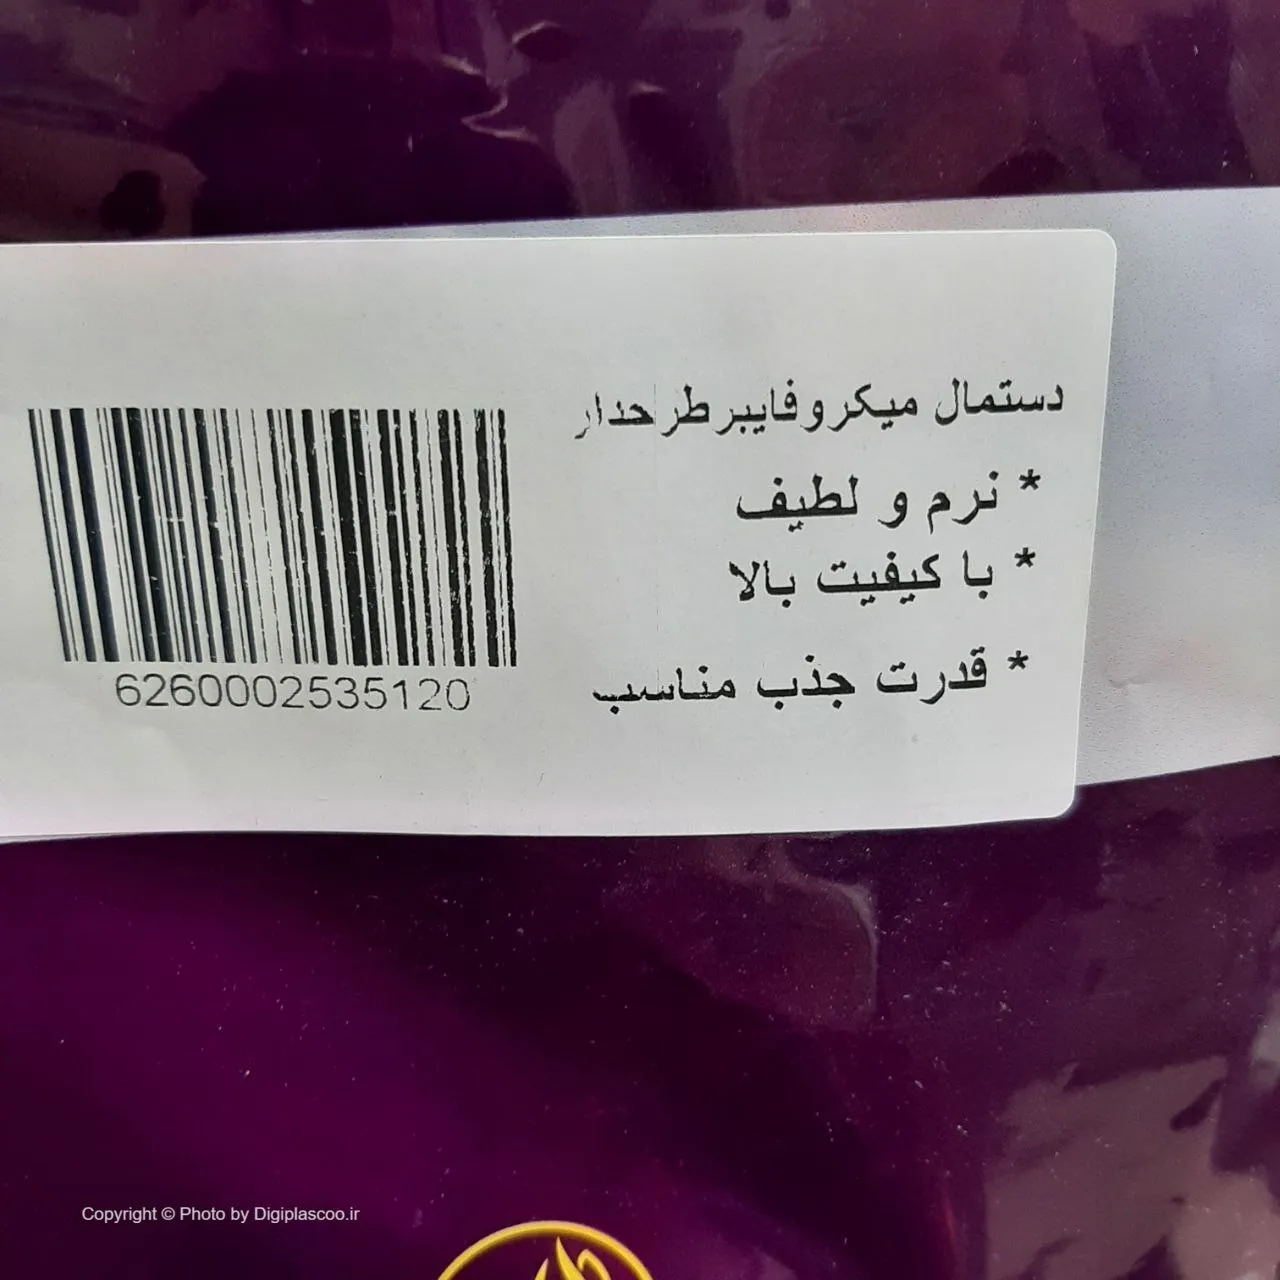 دستمال میکروفایبر طرحدار
* نرم و لطیف
* با کیفیت بالا
* قدرت جذب مناسب
6260002535120
Copyright © Photo by Digiplascoo.ir